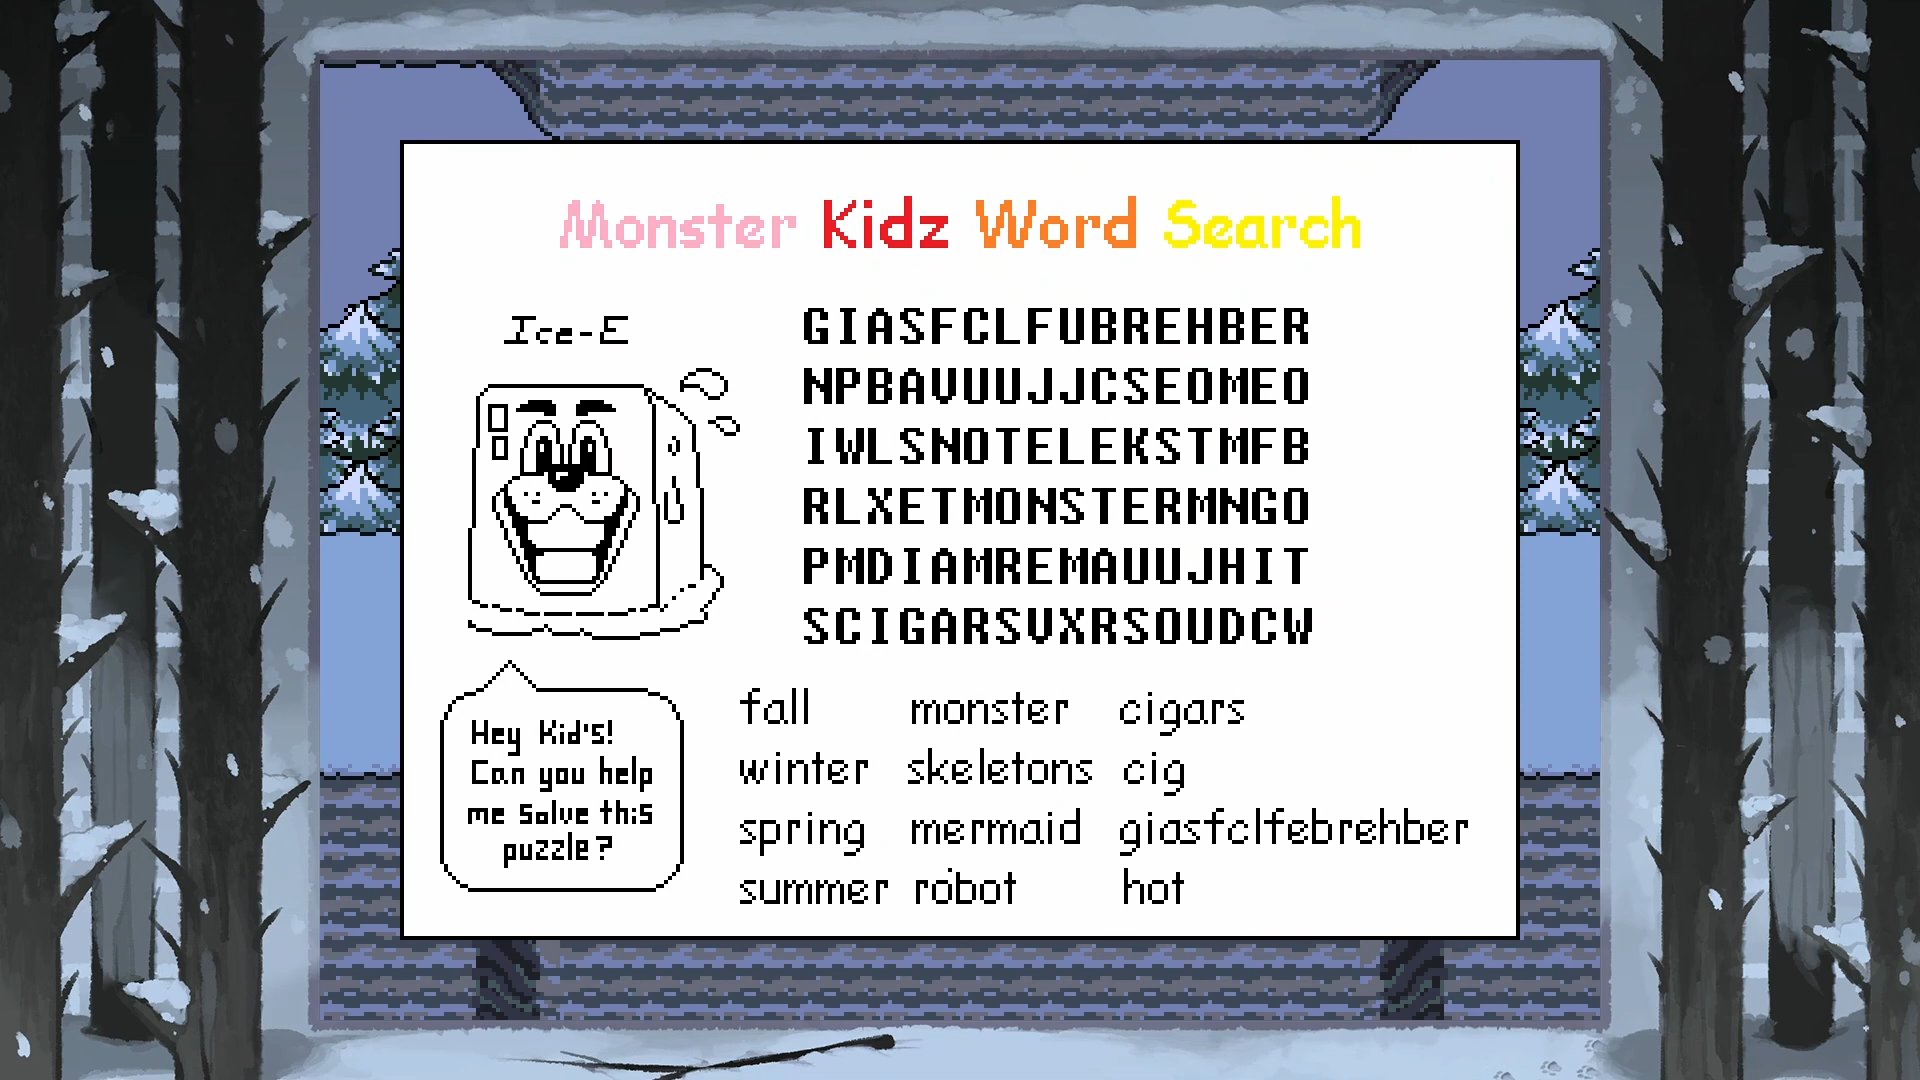 Monster Kidz Word Search
Ice-E
GIASFCLFUBREHBER
NPBAVUUJJCSEOMEO
IWLSNOTELEKSTMFB
RLXETMONSTERMNGO
PMDIAMREMAUUJHIT
SCIGARSVXRSOUDCW
Hey Kid's!
Can you help
me solve this
puzzle?
fall monster cigars
winter skeletons cig
spring mermaid giasfclfebrehber
summer robot hot